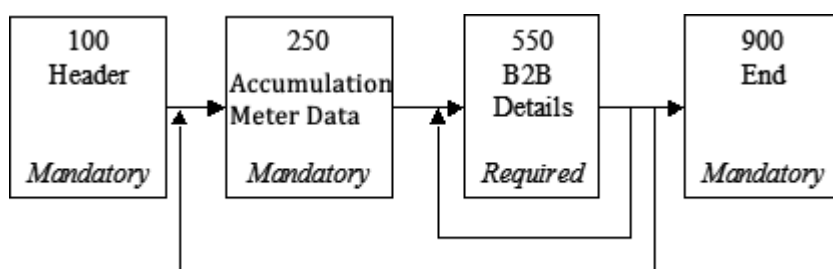 100
Header
Mandatory
250
Accumulation
Meter Data
Mandatory
550
B2B
Details
Required
900
End
Mandatory